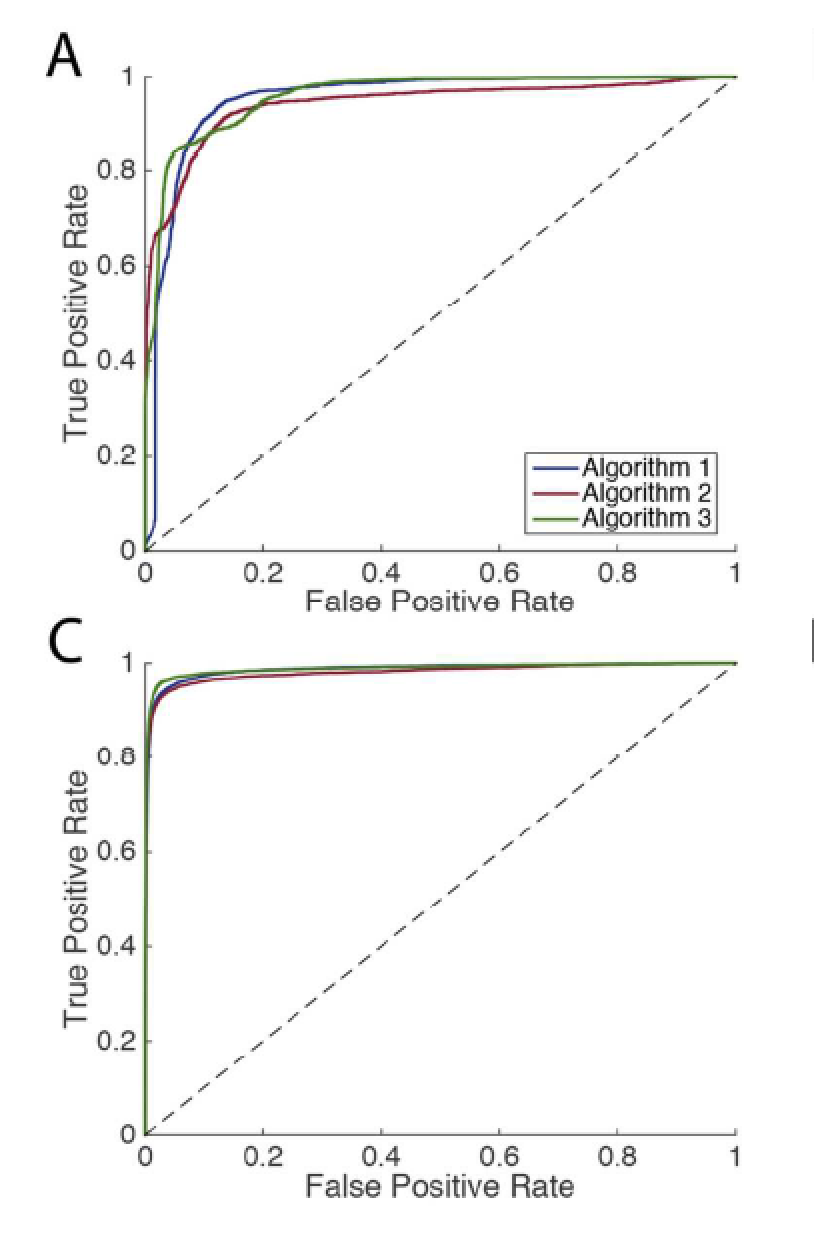 A
1
0.8
0.6
0.4
0.2
0
True Positive Rate
Algorithm 1
Algorithm 2
Algorithm 3
0 0.2 0.4 0.6 0.8 1
False Positive Rate
C
1
0.8
0.6
0.4
0.2
0
True Positive Rate
0 0.2 0.4 0.6 0.8 1
False Positive Rate